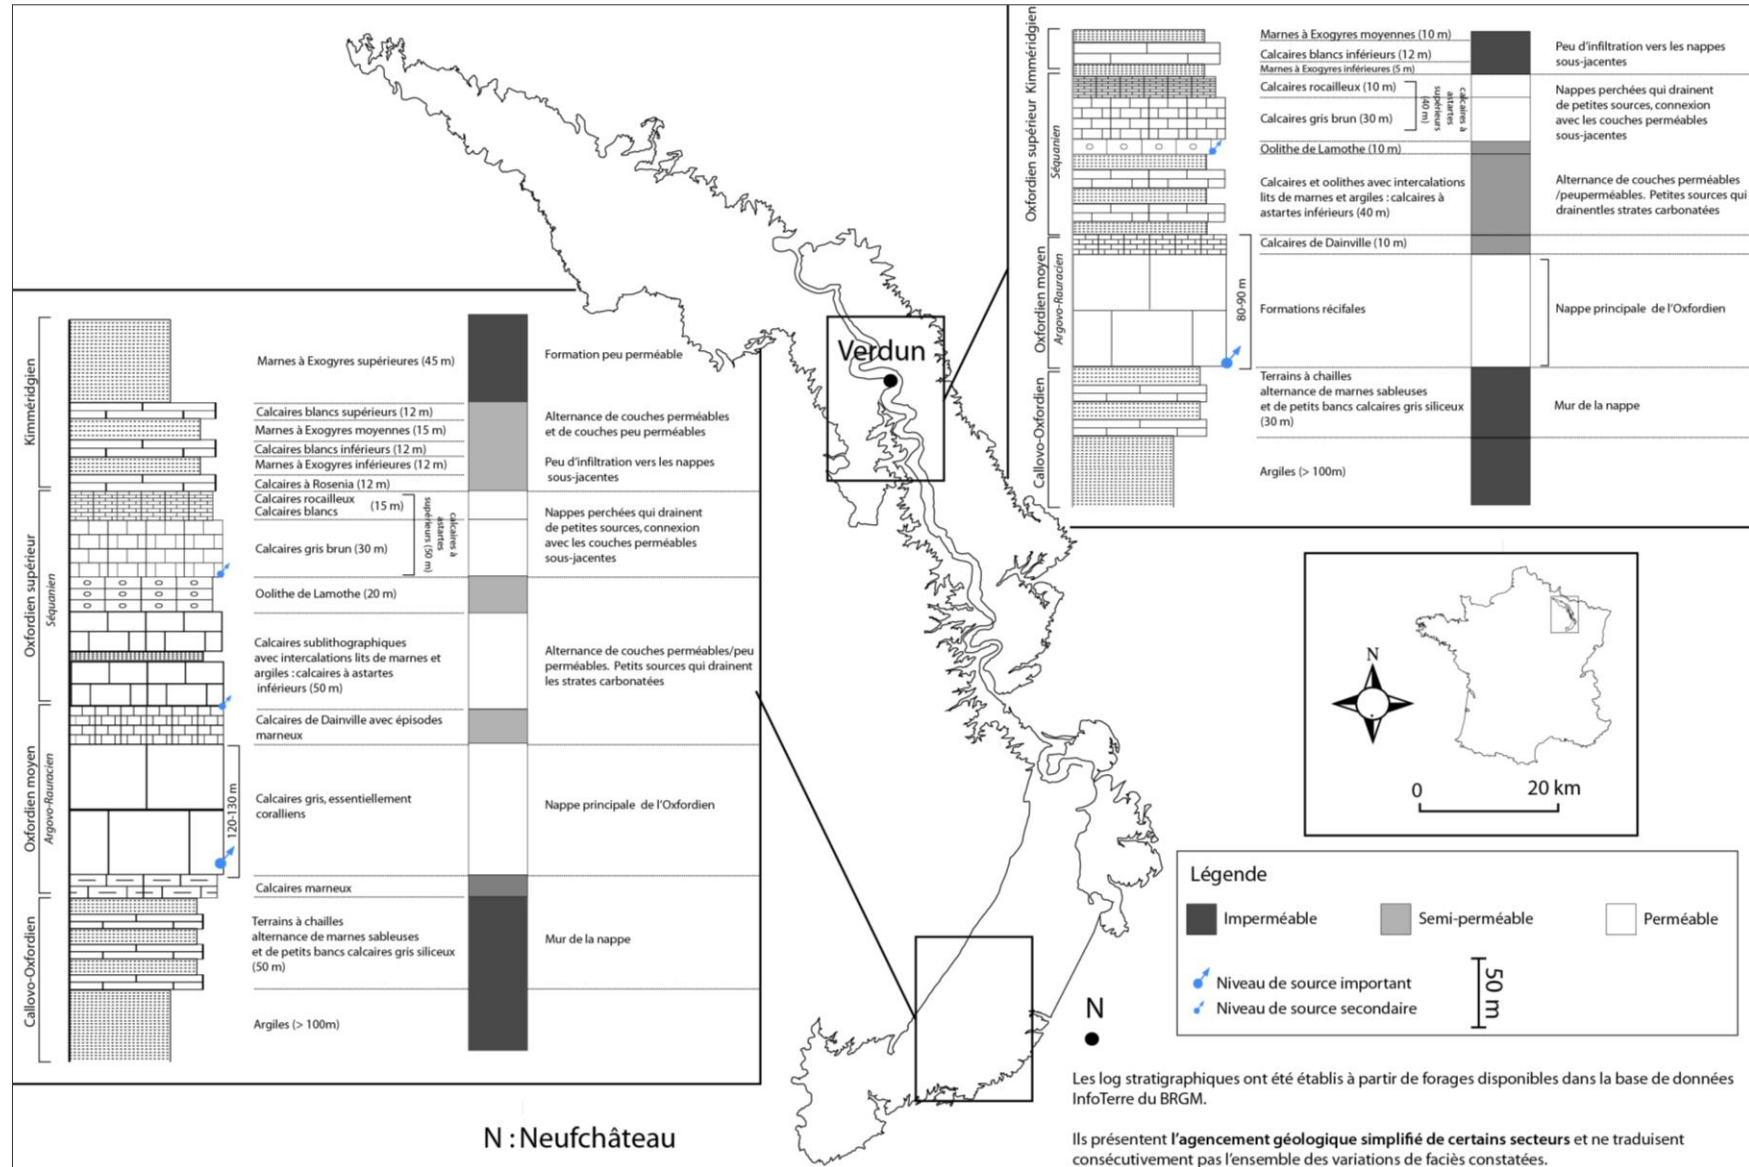 Kimméridgien
Oxfordien supérieur
Séquanien
Oxfordien moyen
Argovo-Rauracien
Callovo-Oxfordien
Marnes à Exogyres supérieures (45 m)
Calcaires blancs supérieurs (12 m)
Marnes à Exogyres moyennes (15 m)
Calcaires blancs inférieurs (12 m)
Marnes à Exogyres inférieures (12 m)
Calcaires à Rosenia (12 m)
Calcaires rocailleux
Calcaires blancs
(15 m)
Calcaires gris brun (30 m)
calcaires à
astartes
supérieurs (50 m)
Oolithe de Lamothe (20 m)
Calcaires sublithographiques
avec intercalations lits de marnes et
argiles : calcaires à astartes
inférieurs (50 m)
Calcaires de Dainville avec épisodes
marneux
120-130 m
Calcaires gris, essentiellement
coralliens
Calcaires marneux
Terrains à chailles
alternance de marnes sableuses
et de petits bancs calcaires gris siliceux
(50 m)
Argiles (> 100m)
Formation peu perméable
Alternance de couches perméables
et de couches peu perméables
Peu d'infiltration vers les nappes
sous-jacentes
Nappes perchées qui drainent
de petites sources, connexion
avec les couches perméables
sous-jacentes
Alternance de couches perméables/peu
perméables. Petits sources qui drainent
les strates carbonatées
Nappe principale de l'Oxfordien
Mur de la nappe
Verdun
Kimméridgien
Oxfordien supérieur
Séquanien
Oxfordien moyen
Argovo-Rauracien
Callovo-Oxfordien
Marnes à Exogyres moyennes (10 m)
Calcaires blancs inférieurs (12 m)
Marnes à Exogyres inférieures (5 m)
Calcaires rocailleux (10 m)
Calcaires gris brun (30 m)
calcaires à
astartes
supérieurs
(40 m)
Oolithe de Lamothe (10 m)
Calcaires et oolithes avec intercalations
lits de marnes et argiles : calcaires à
astartes inférieurs (40 m)
Calcaires de Dainville (10 m)
80-90 m
Formations récifales
Terrains à chailles
alternance de marnes sableuses
et de petits bancs calcaires gris siliceux
(30 m)
Argiles (> 100m)
Peu d'infiltration vers les nappes
sous-jacentes
Nappes perchées qui drainent
de petites sources, connexion
avec les couches perméables
sous-jacentes
Alternance de couches perméables
/peuperméables. Petites sources qui
drainentles strates carbonatées
Nappe principale de l'Oxfordien
Mur de la nappe
N
0 20 km
Légende
Imperméable
Semi-perméable
Perméable
Niveau de source important
Niveau de source secondaire
50 m
N
N : Neufchâteau
Les log stratigraphiques ont été établis à partir de forages disponibles dans la base de données
InfoTerre du BRGM.
Ils présentent l'agencement géologique simplifié de certains secteurs et ne traduisent
consécutivement pas l'ensemble des variations de faciès constatées.